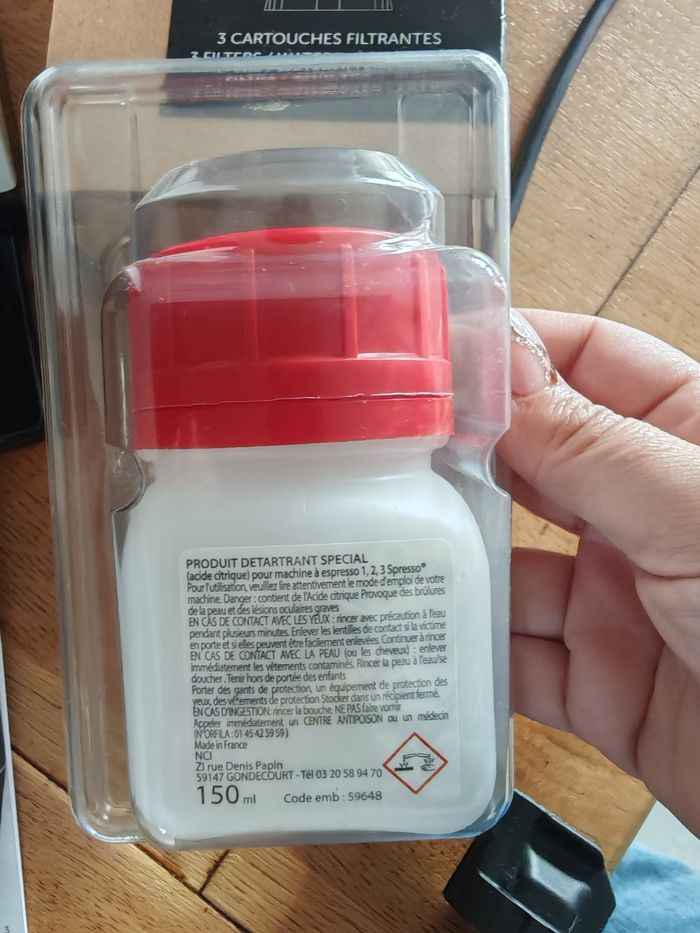 3 CARTOUCHES FILTRANTES
3 FILTERS
PRODUIT DETARTRANT SPECIAL
(acide citrique) pour machine à espresso 1, 2, 3 Spresso®
Pour l'utilisation, veuillez lire attentivement le mode d'emploi de votre
machine. Danger : contient de l'Acide citrique Provoque des brûlures
de la peau et des lésions oculaires graves
EN CAS DE CONTACT AVEC LES YEUX : rincer avec précaution à l'eau
pendant plusieurs minutes. Enlever les lentilles de contact si la victime
en porte et si elles peuvent être facilement enlevées. Continuer à rincer
EN CAS DE CONTACT AVEC LA PEAU (ou les cheveux) : enlever
immédiatement les vêtements contaminés. Rincer la peau à l'eau/se
doucher. Tenir hors de portée des enfants
Porter des gants de protection, un équipement de protection des
yeux, des vêtements de protection Stocker dans un récipient fermé.
EN CAS D'INGESTION: rincer la bouche. NE PAS faire vomir
Appeler immédiatement un CENTRE ANTIPOISON ou un médecin
(N°ORFILA : 01 45 42 59 59 )
Made in France
NCI
ZI rue Denis Papin
59147 GONDECOURT - Tél 03 20 58 94 70
150 ml Code emb : 59648